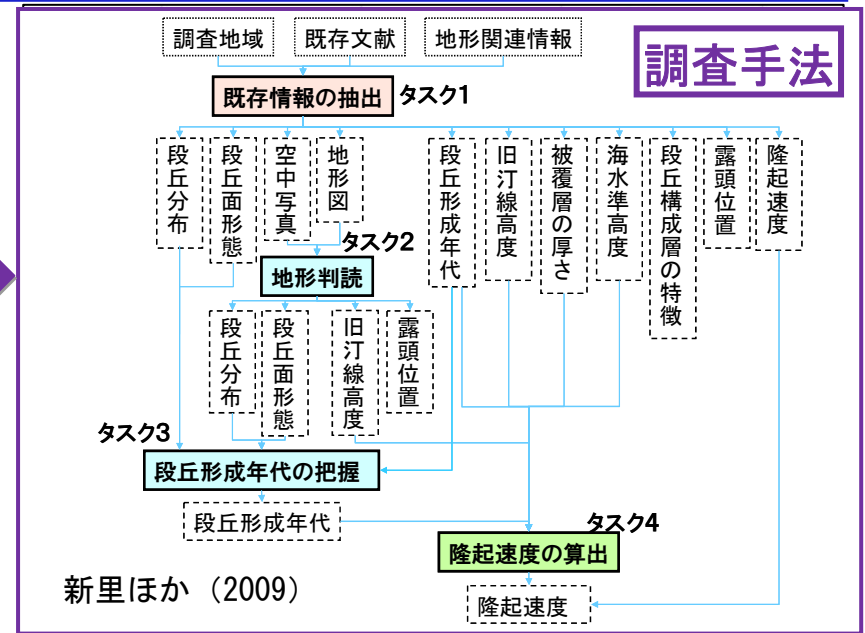 調査地域
既存文献
地形関連情報
調査手法
既存情報の抽出
タスク1
段丘分布
段丘面形態
空中写真
地形図
段丘形成年代
旧汀線高度
被覆層の厚さ
海水準高度
段丘構成層の特徴
露頭位置
隆起速度
タスク2
地形判読
段丘分布
段丘面形態
旧汀線高度
露頭位置
タスク3
段丘形成年代の把握
段丘形成年代
タスク4
隆起速度の算出
隆起速度
新里ほか（2009）